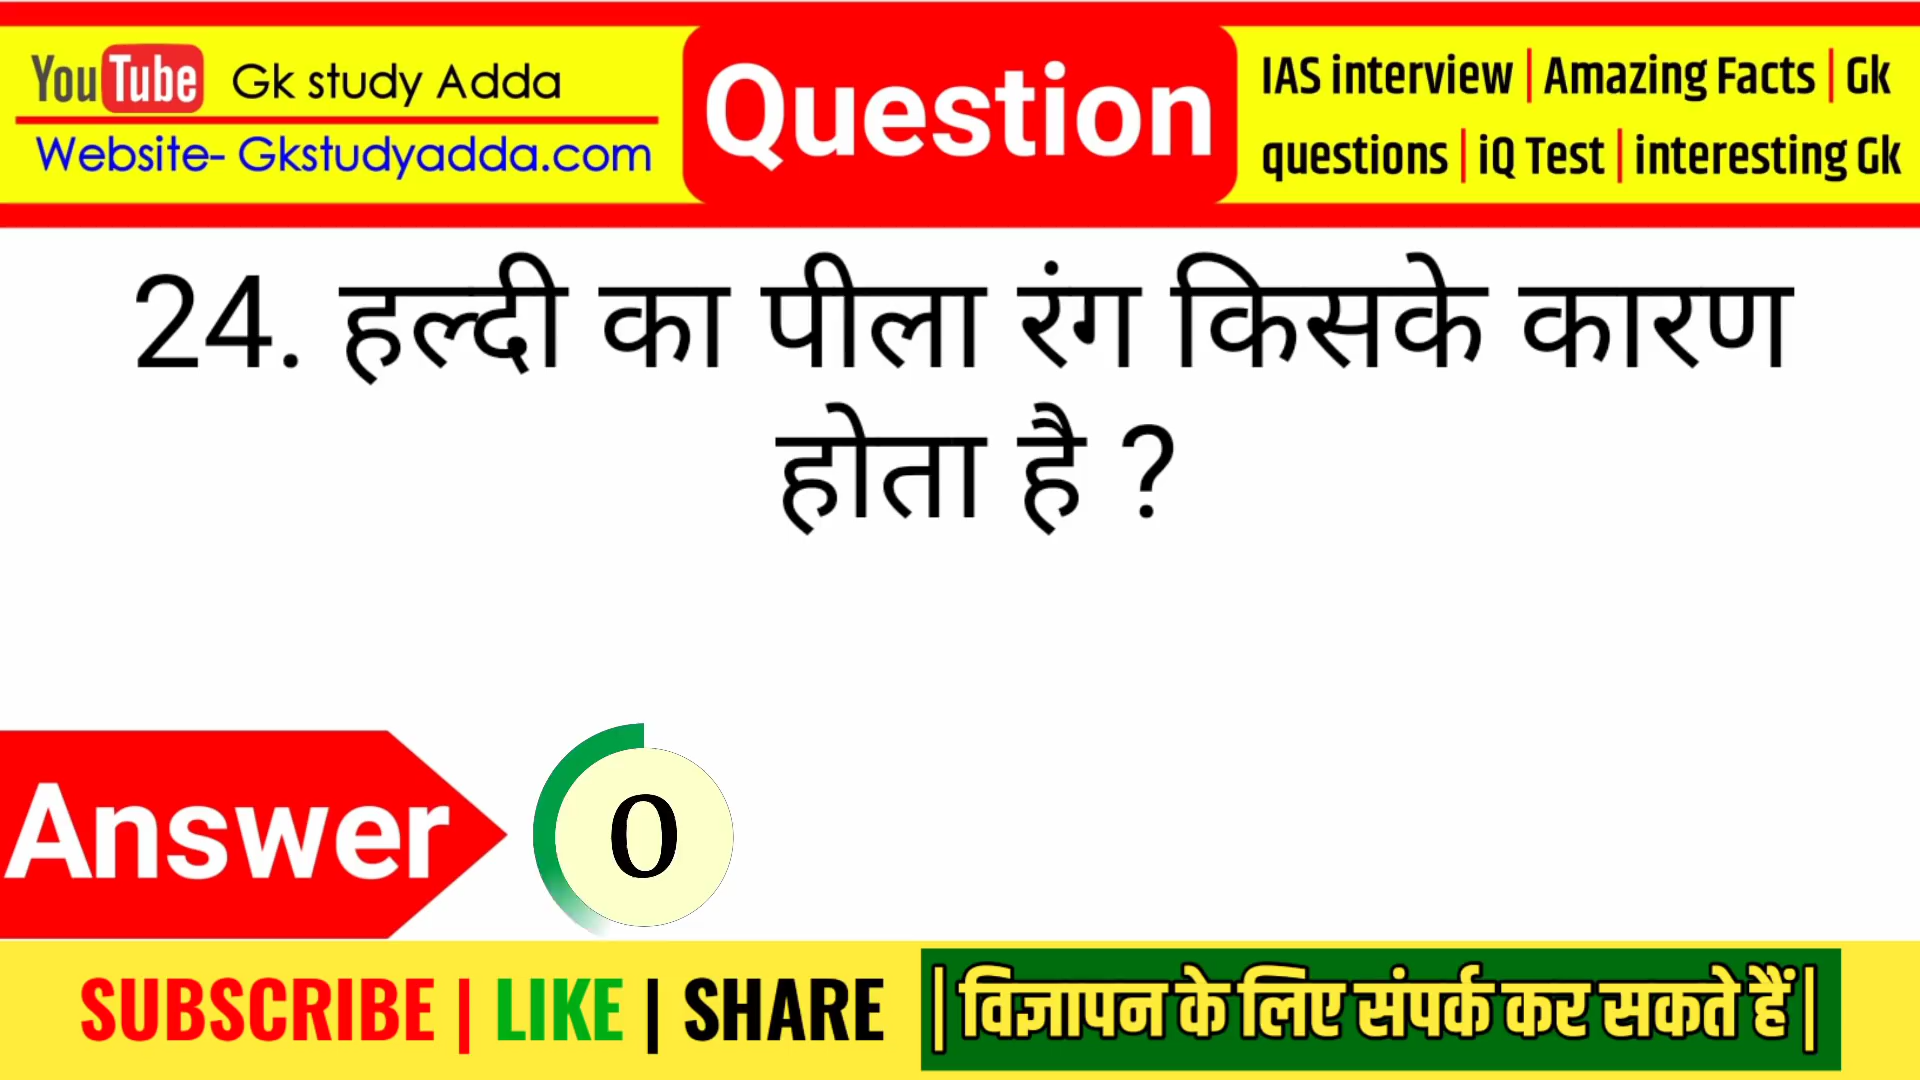 YouTube Gk study Adda
Website- Gkstudyadda.com
Question
IAS interview | Amazing Facts | Gk
questions | iQ Test | interesting Gk
24. हल्दी का पीला रंग किसके कारण
होता है ?
Answer
0
SUBSCRIBE | LIKE | SHARE
| विज्ञापन के लिए संपर्क कर सकते हैं |